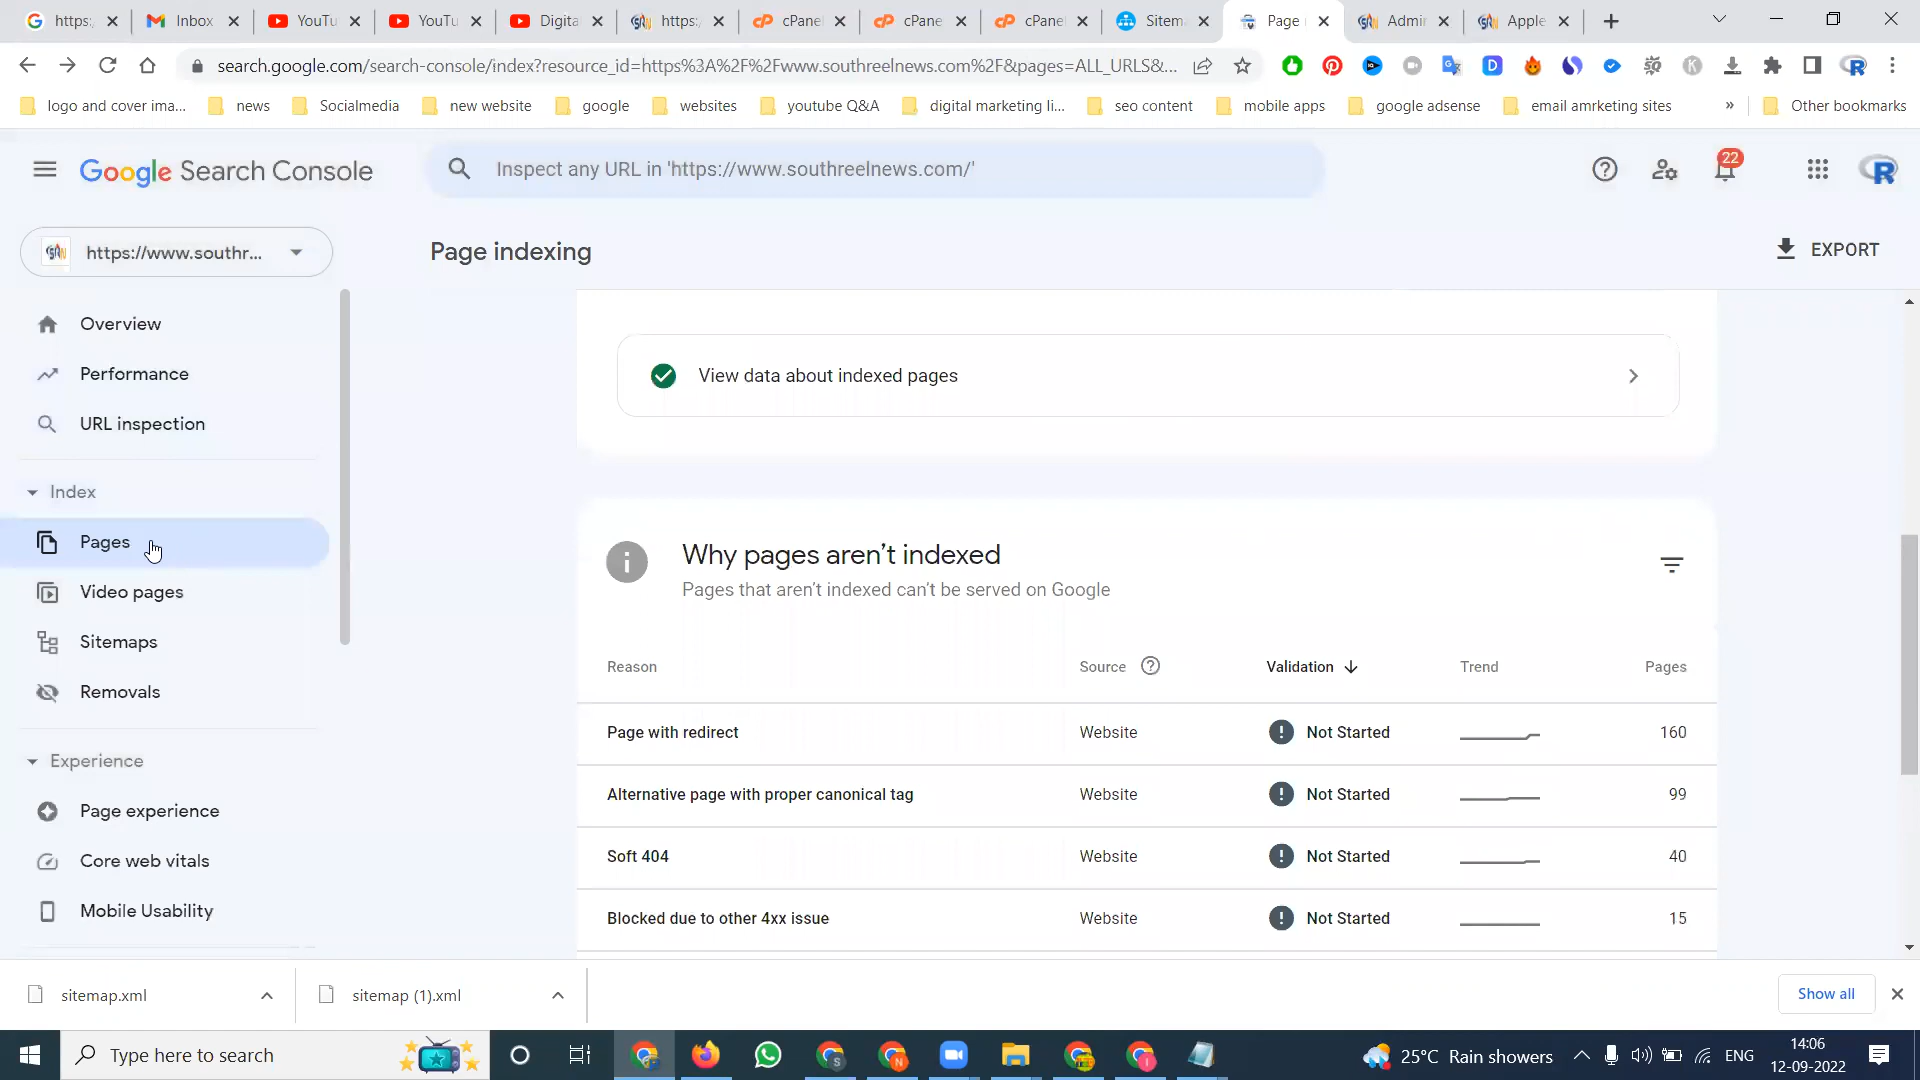 https:
Inbox
YouTu
YouTu
Digita
https:
cPanel
cPane
cPanel
Sitem
Page
Admir
Apple
search.google.com/search-console/index?resource_id=https%3A%2F%2Fwww.southreelnews.com%2F&pages=ALL_URLS&...
logo and cover ima...
news
Socialmedia
new website
google
websites
youtube Q&A
digital marketing li...
seo content
mobile apps
google adsense
email amrketing sites
»
Other bookmarks
Google Search Console
Inspect any URL in 'https://www.southreelnews.com/'
22
https://www.southr...
Page indexing
EXPORT
Overview
Performance
URL inspection
Index
Pages
Video pages
Sitemaps
Removals
Experience
Page experience
Core web vitals
Mobile Usability
View data about indexed pages
Why pages aren't indexed
Pages that aren't indexed can't be served on Google
Reason Source Validation Trend Pages
Page with redirect Website Not Started 160
Alternative page with proper canonical tag Website Not Started 99
Soft 404 Website Not Started 40
Blocked due to other 4xx issue Website Not Started 15
sitemap.xml
sitemap (1).xml
Show all
Type here to search
25°C Rain showers
ENG
14:06
12-09-2022